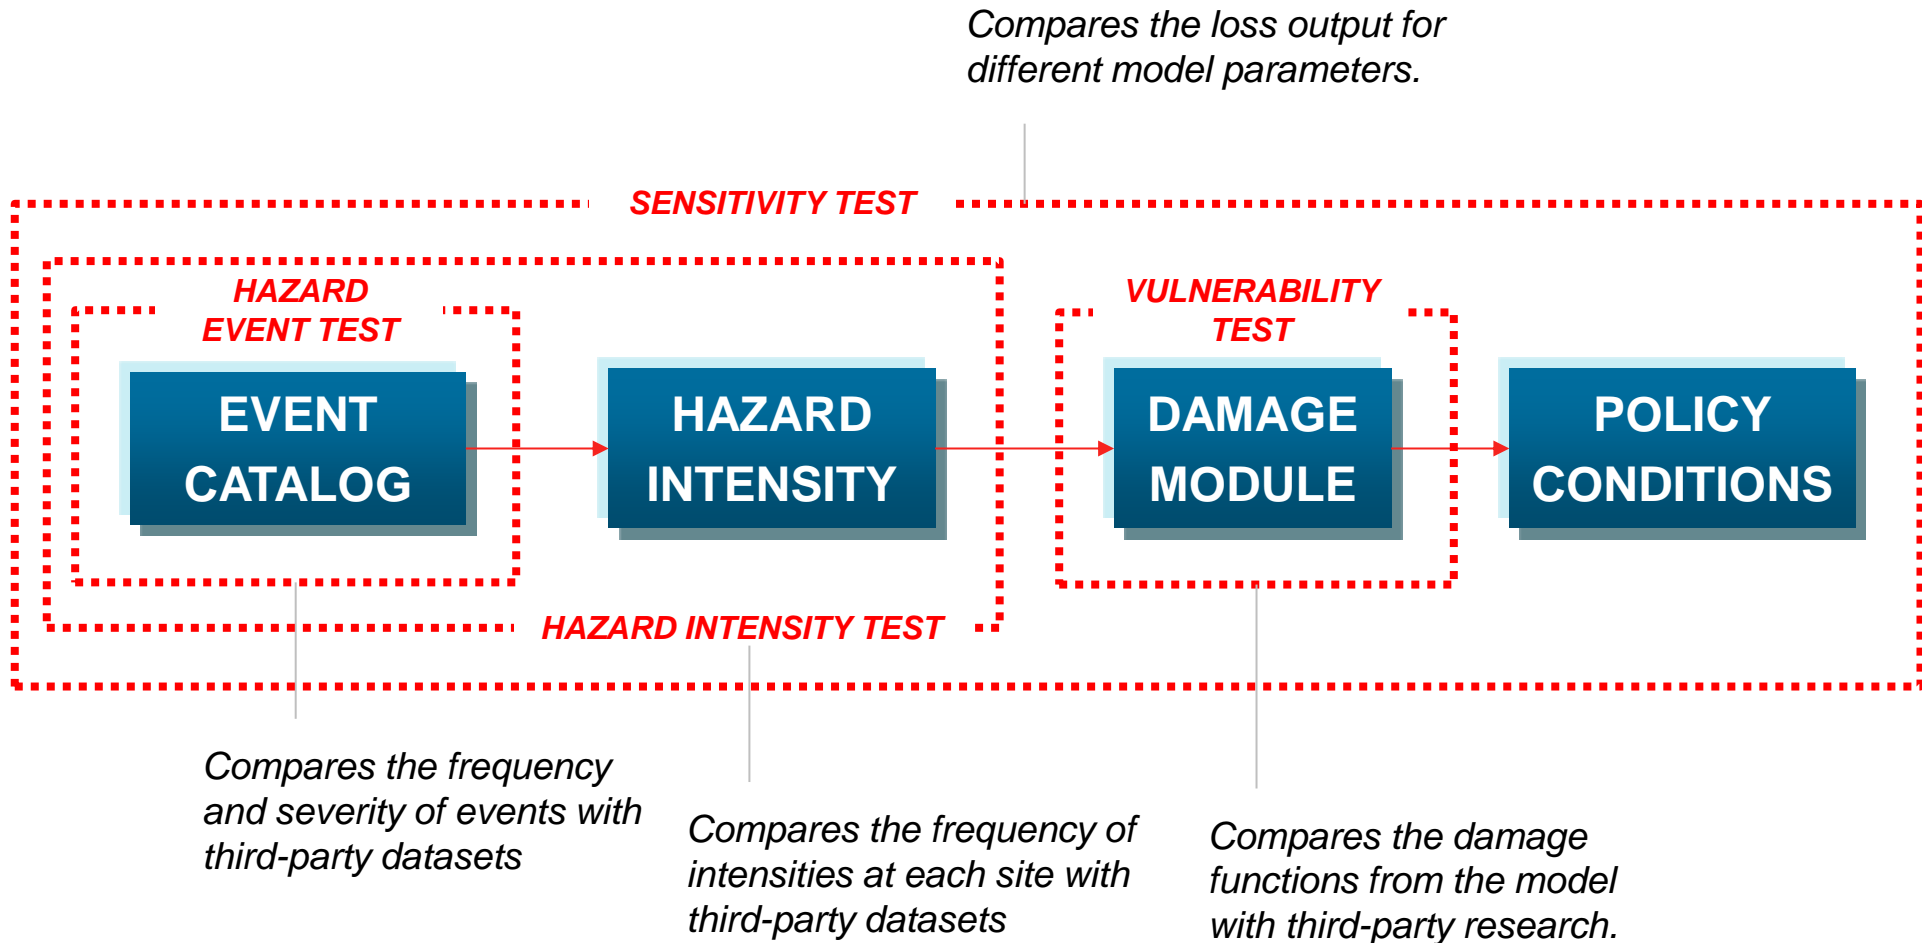 Compares the loss output for
different model parameters.
SENSITIVITY TEST
HAZARD
EVENT TEST
VULNERABILITY
TEST
EVENT
CATALOG
HAZARD
INTENSITY
DAMAGE
MODULE
POLICY
CONDITIONS
HAZARD INTENSITY TEST
Compares the frequency
and severity of events with
third-party datasets
Compares the frequency of
intensities at each site with
third-party datasets
Compares the damage
functions from the model
with third-party research.